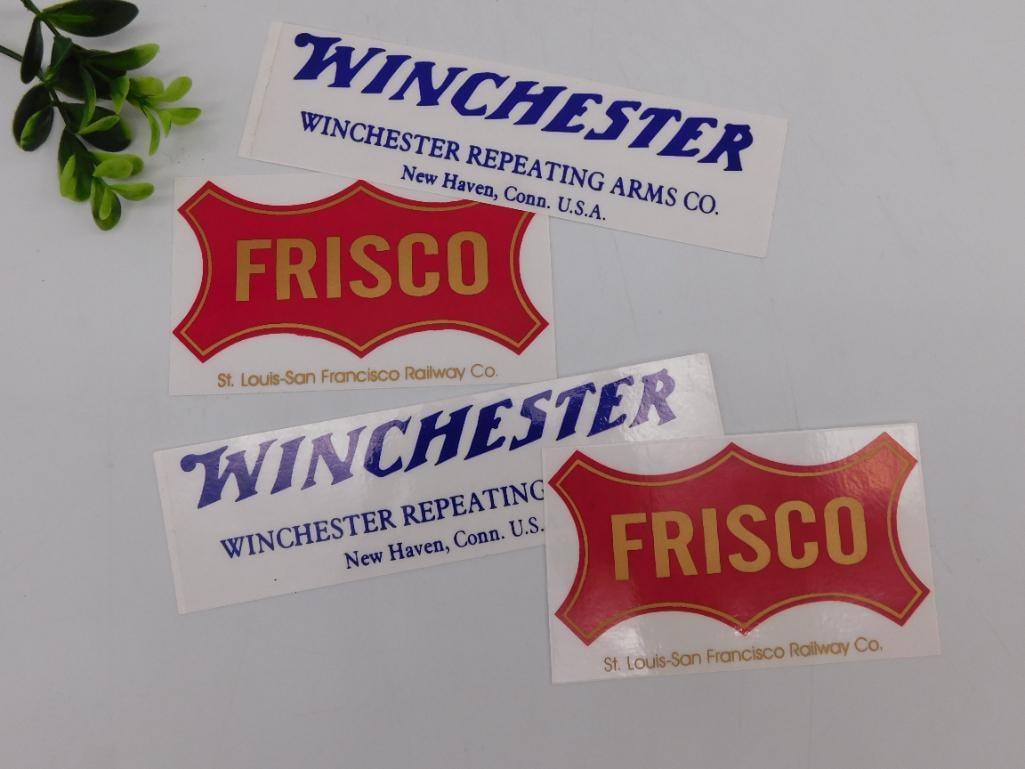 WINCHESTER
WINCHESTER REPEATING ARMS CO.
New Haven, Conn. U.S.A.
FRISCO
St. Louis-San Francisco Railway Co.
WINCHESTER
WINCHESTER REPEATING
New Haven, Conn. U.S.
FRISCO
St. Louis-San Francisco Railway Co.